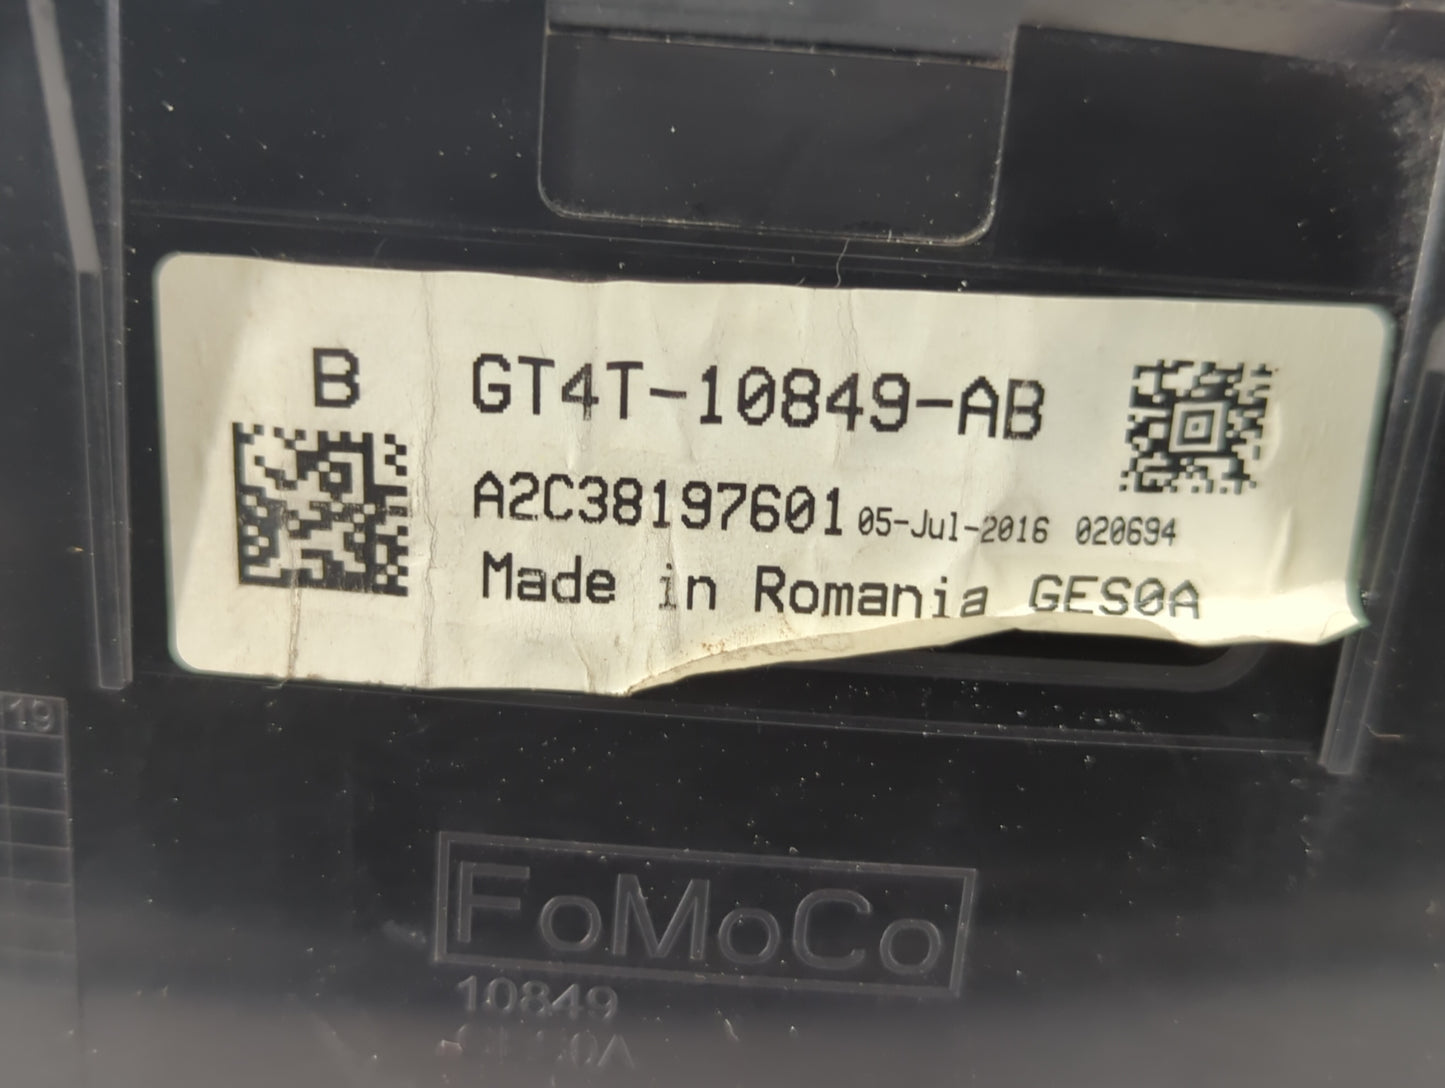 B GT4T-10849-AB
A2C38197601 05-Jul-2016 020694
Made in Romania GES0A
19
FoMoCo
10849